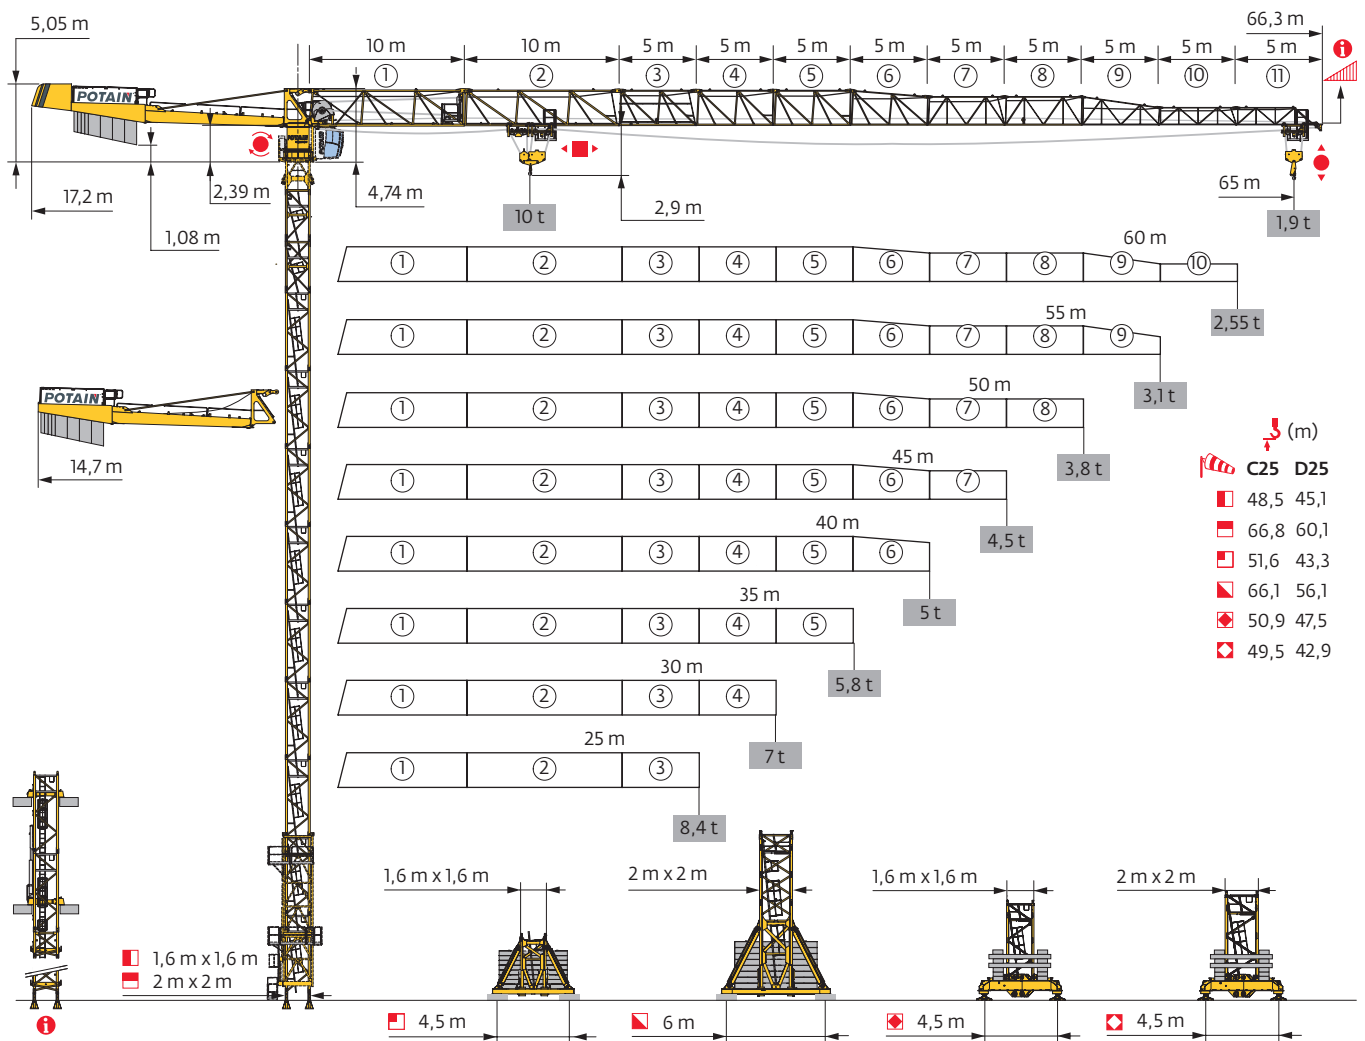 5,05 m
66,3 m
10 m 10 m 5 m 5 m 5 m 5 m 5 m 5 m 5 m 5 m 5 m
i
1 2 3 4 5 6 7 8 9 10 11
POTAIN
17,2 m
2,39 m
4,74 m
65 m
1,08 m
10 t
2,9 m
1,9 t
60 m
1 2 3 4 5 6 7 8 9 10
2,55 t
55 m
1 2 3 4 5 6 7 8 9
3,1 t
POTAIN
50 m
1 2 3 4 5 6 7 8
3,8 t
14,7 m
45 m
1 2 3 4 5 6 7
4,5 t
40 m
1 2 3 4 5 6
5 t
35 m
1 2 3 4 5
5,8 t
30 m
1 2 3 4
7 t
25 m
1 2 3
8,4 t
(m)
C25 D25
48,5 45,1
66,8 60,1
51,6 43,3
66,1 56,1
50,9 47,5
49,5 42,9
1,6 m x 1,6 m
2 m x 2 m
1,6 m x 1,6 m
2 m x 2 m
1,6 m x 1,6 m
2 m x 2 m
i
4,5 m
6 m
4,5 m
4,5 m